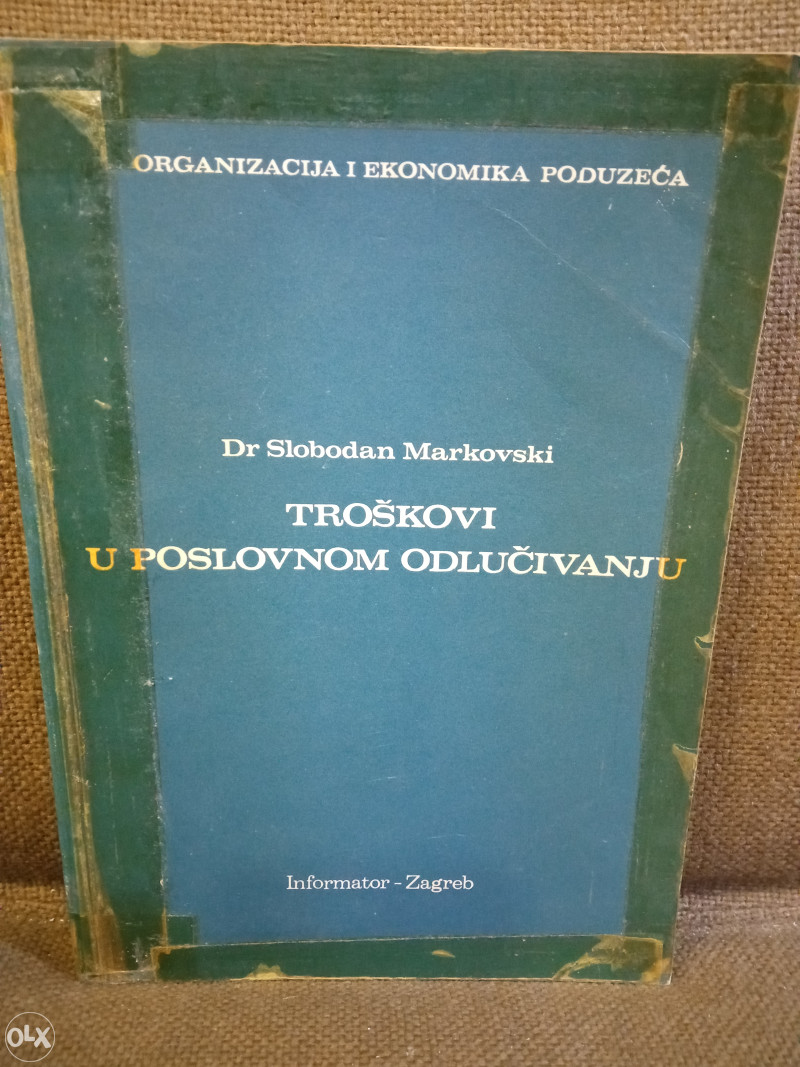 ORGANIZACIJA I EKONOMIKA PODUZEĆA
Dr Slobodan Markovski
TROŠKOVI
U POSLOVNOM ODLUČIVANJU
Informator - Zagreb
OLX